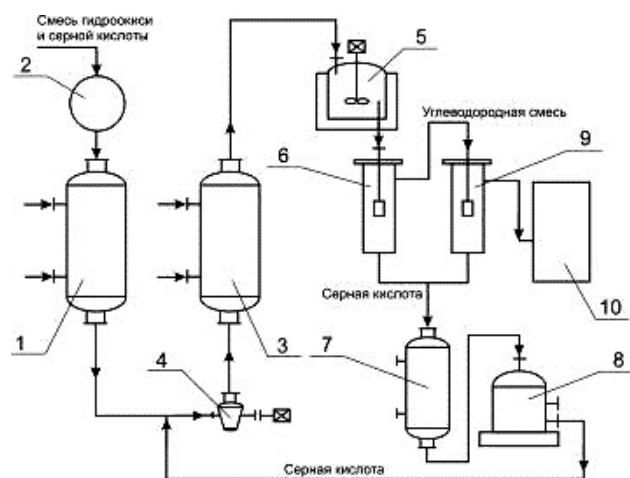 Смесь гидроокиси
и серной кислоты
2
5
Углеводородная смесь
6
9
Серная кислота
10
1
3
7
8
4
Серная кислота